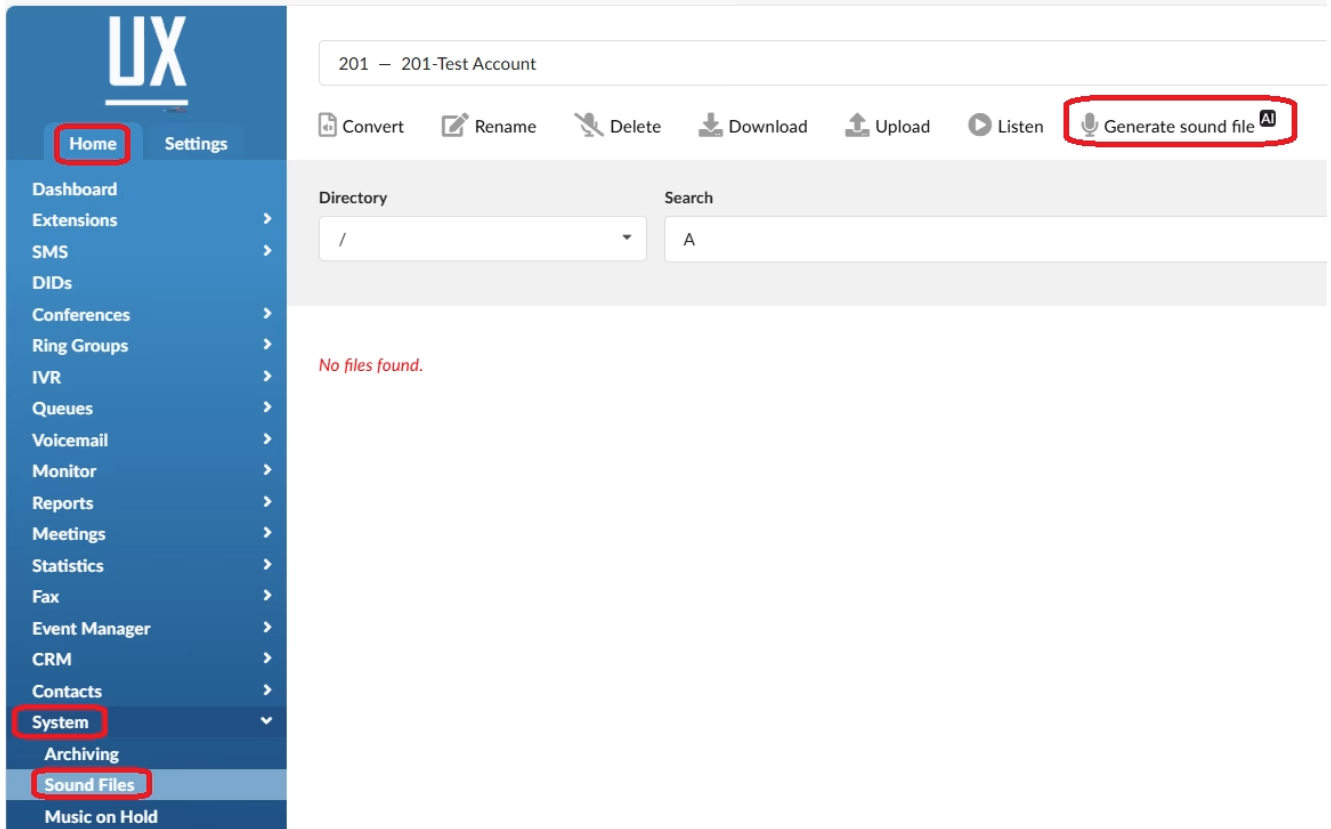 UX
Home Settings
Dashboard
Extensions
SMS
DIDs
Conferences
Ring Groups
IVR
Queues
Voicemail
Monitor
Reports
Meetings
Statistics
Fax
Event Manager
CRM
Contacts
System
Archiving
Sound Files
Music on Hold
201 — 201-Test Account
Convert Rename Delete Download Upload Listen Generate sound file AI
Directory Search
/ A
No files found.